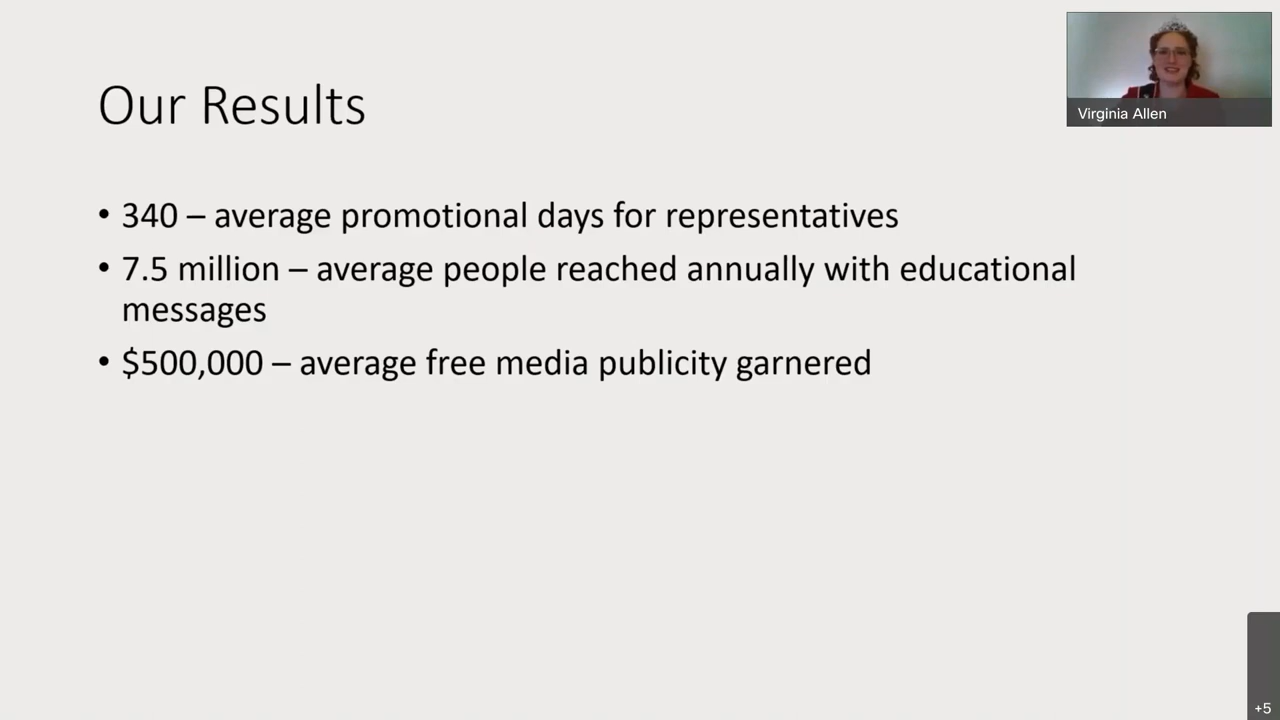 Virginia Allen
Our Results
• 340 – average promotional days for representatives
• 7.5 million – average people reached annually with educational
messages
• $500,000 – average free media publicity garnered
+5